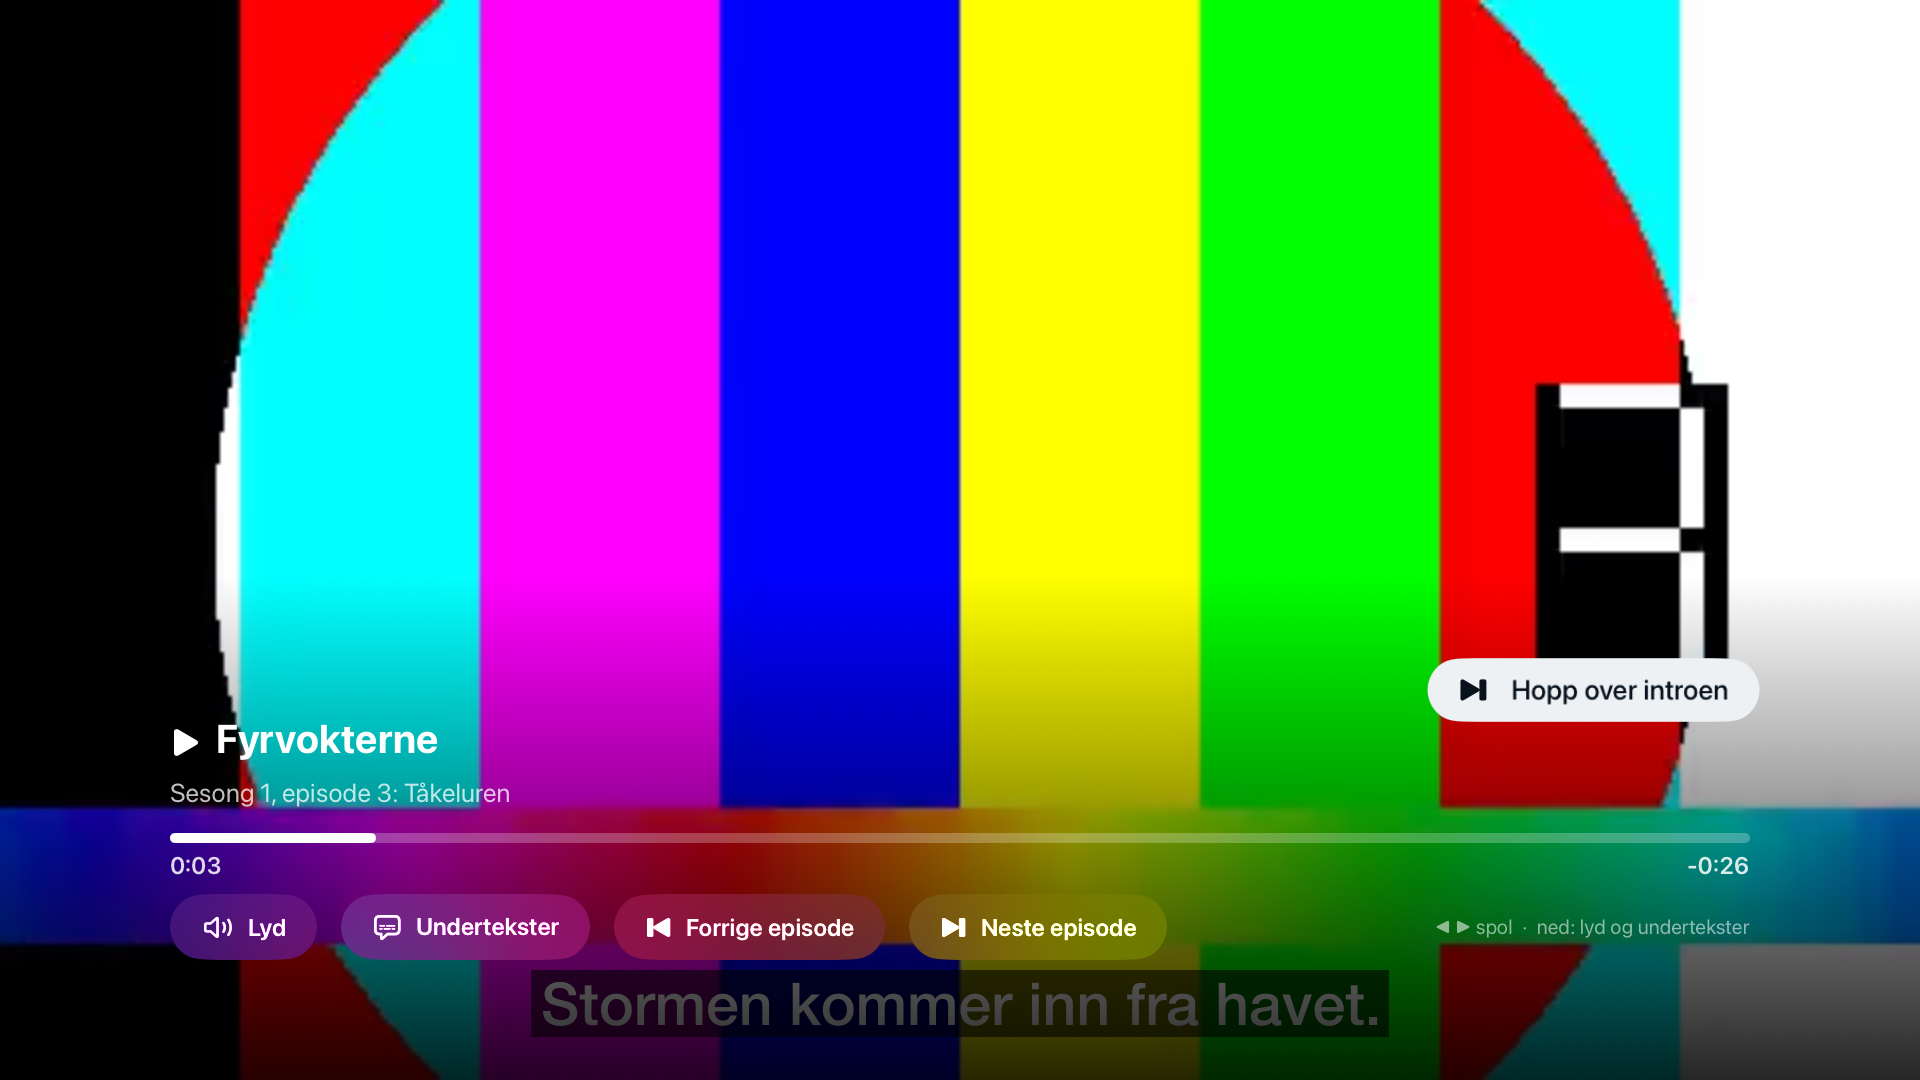 Hopp over introen
Fyrvokterne
Sesong 1, episode 3: Tåkeluren
0:03
-0:26
Lyd
Undertekster
Forrige episode
Neste episode
spol · ned: lyd og undertekster
Stormen kommer inn fra havet.